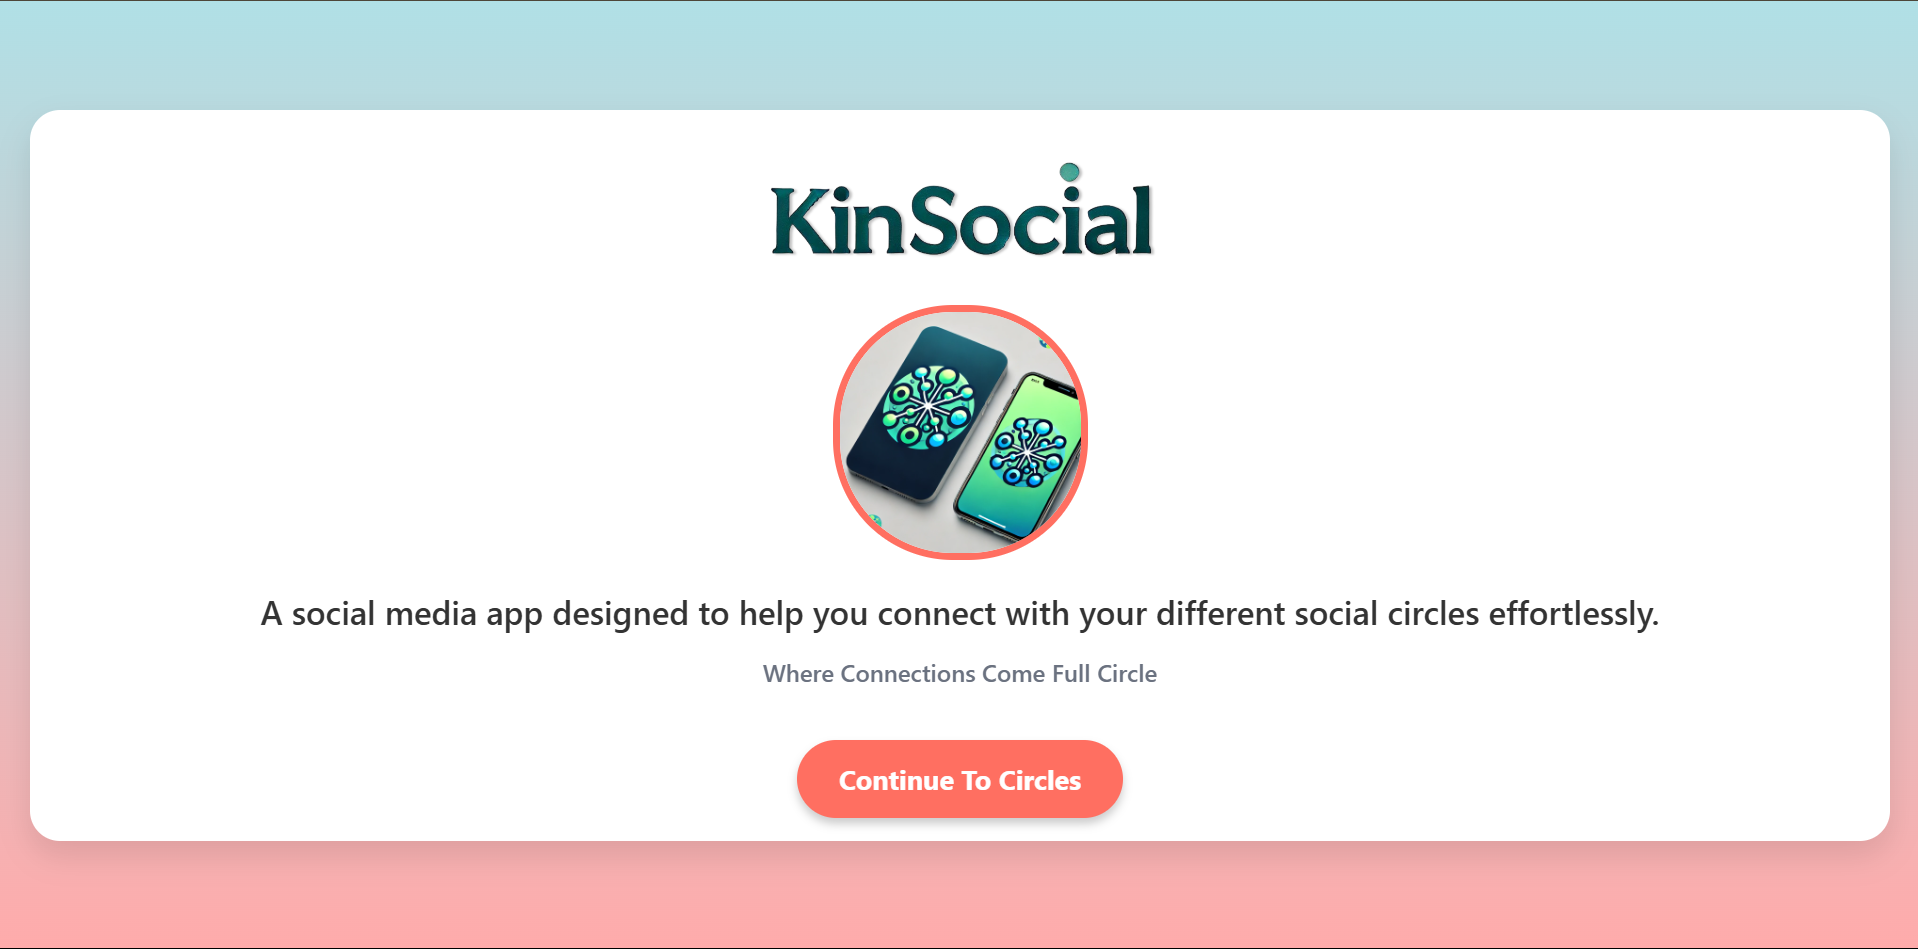 KinSocial
A social media app designed to help you connect with your different social circles effortlessly.
Where Connections Come Full Circle
Continue To Circles